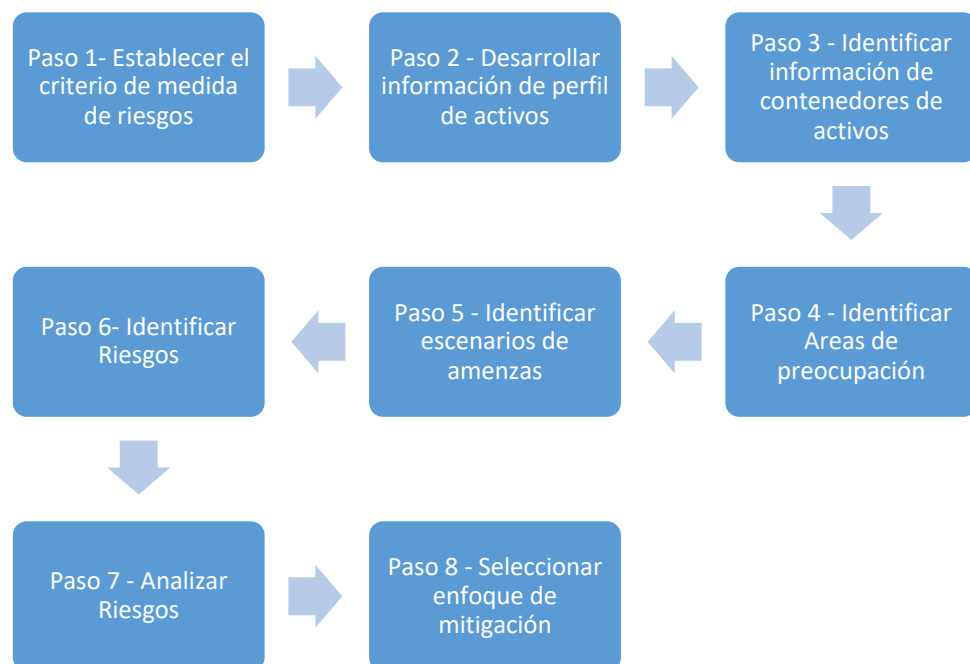 Paso 1- Establecer el
criterio de medida
de riesgos
Paso 2 - Desarrollar
información de perfil
de activos
Paso 3 - Identificar
información de
contenedores de
activos
Paso 4 - Identificar
Areas de
preocupación
Paso 5 - Identificar
escenarios de
amenzas
Paso 6- Identificar
Riesgos
Paso 7 - Analizar
Riesgos
Paso 8 - Seleccionar
enfoque de
mitigación